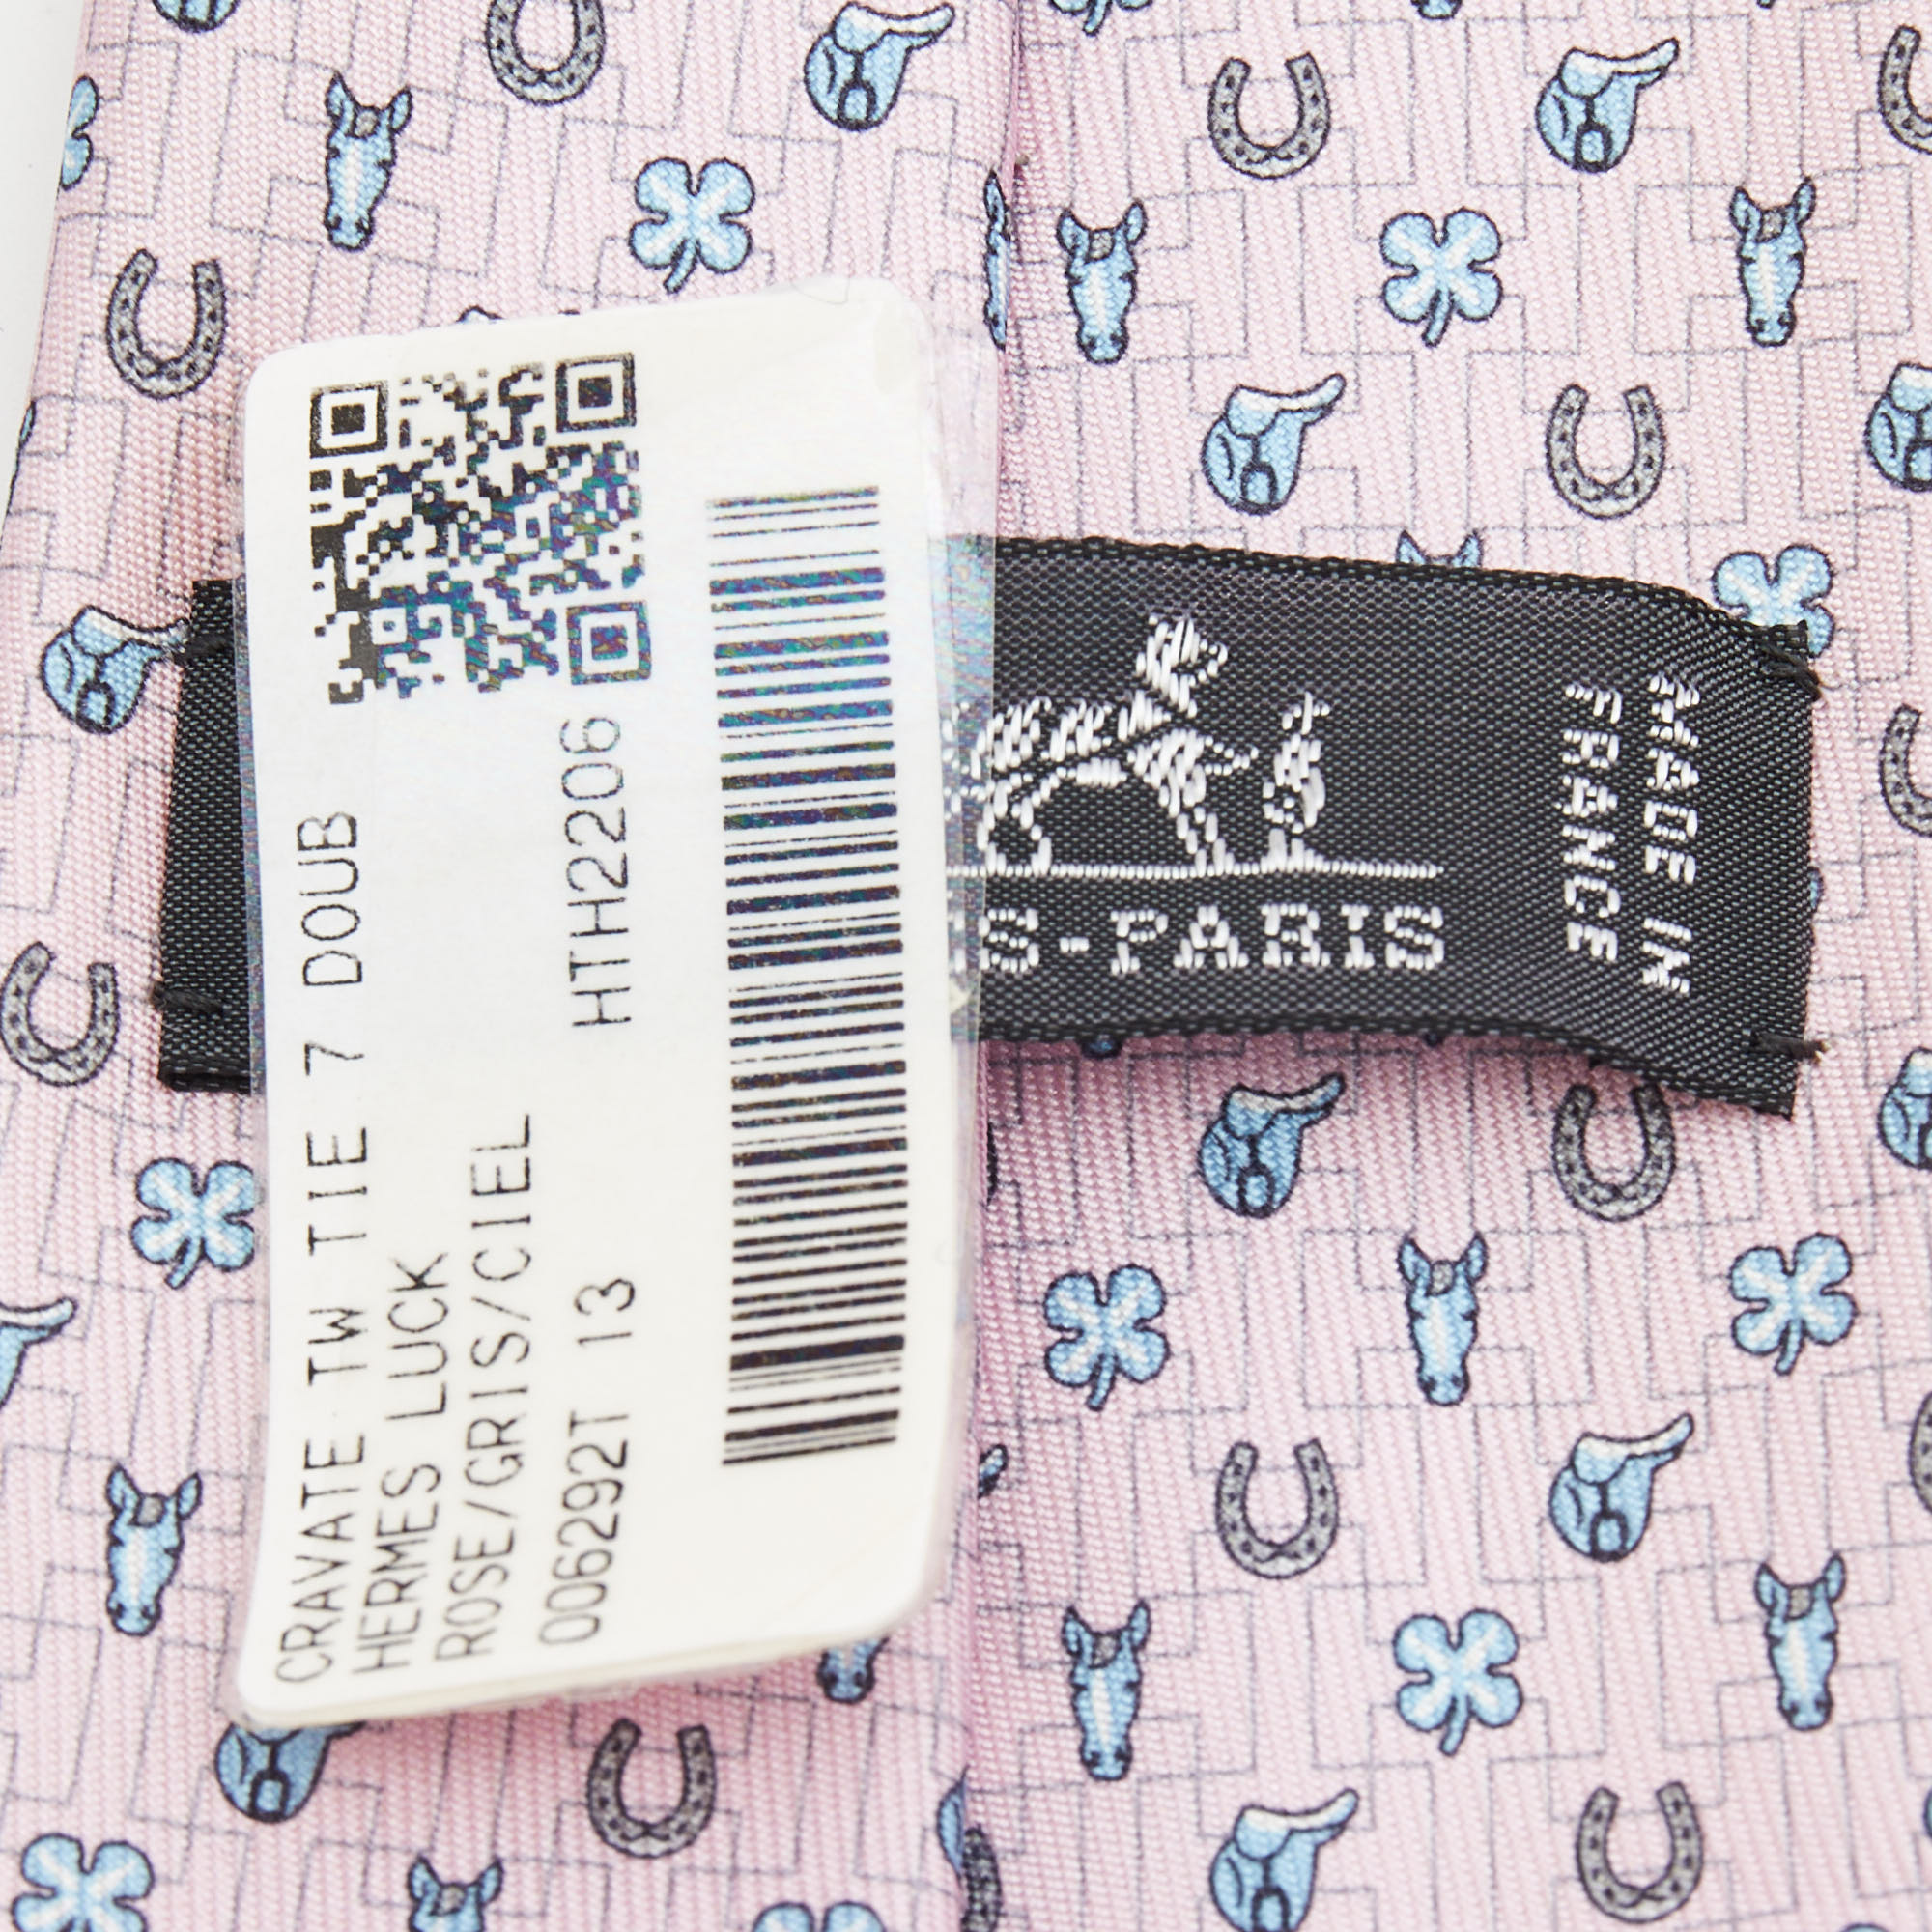 CRAVATE TW TIE 7 DOUB
HERMES LUCK
ROSE/GRIS/CIEL
006292T 13 HTH2206
S-PARIS
MADE IN
FRANCE